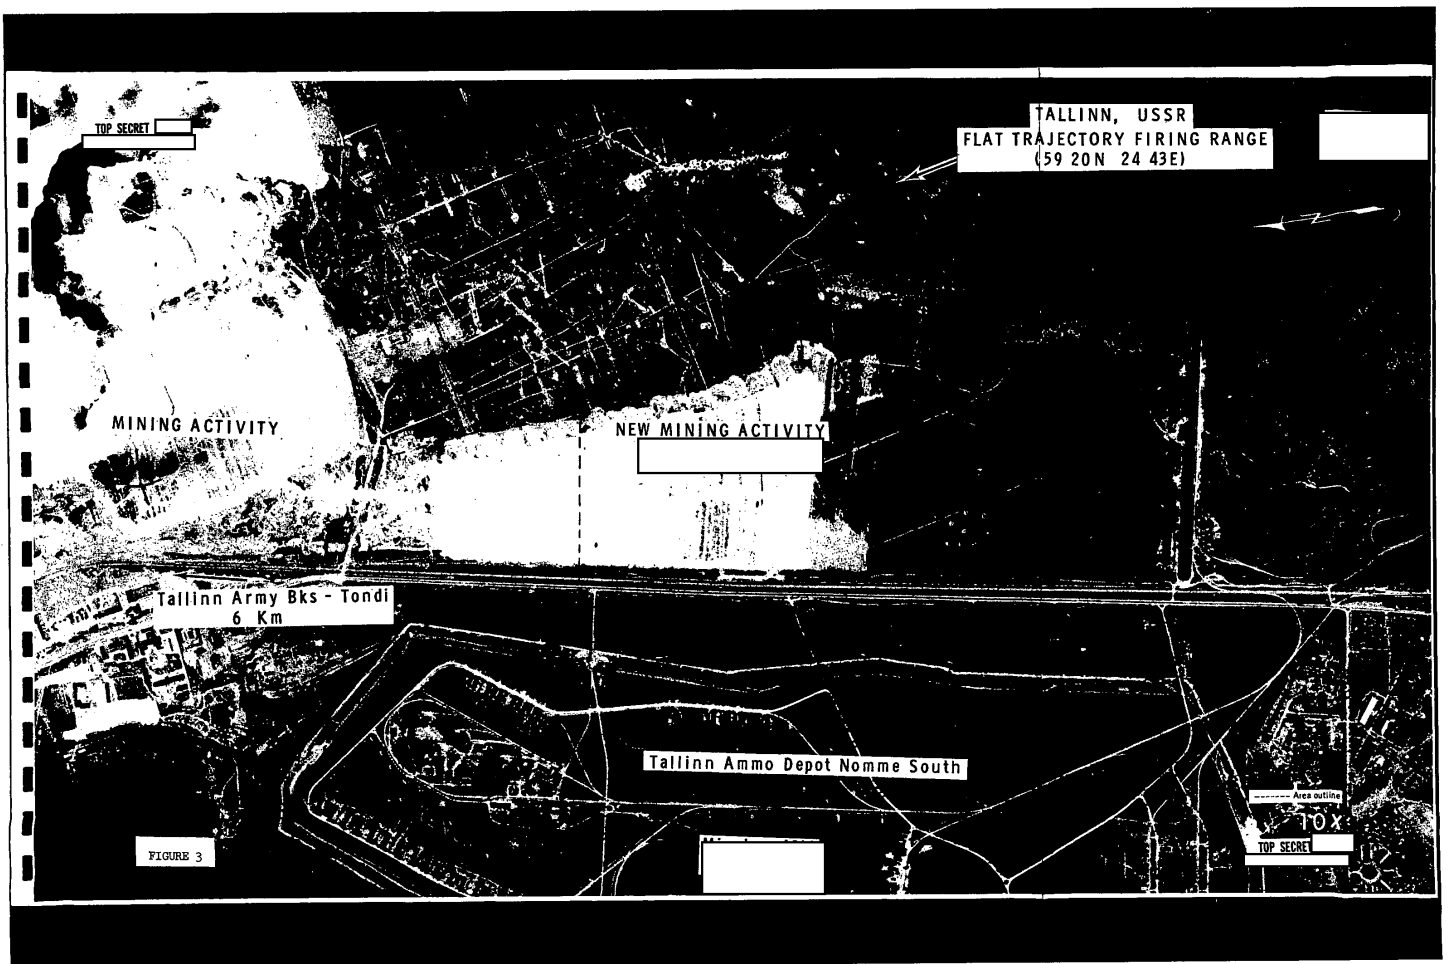 TOP SECRET
TALLINN, USSR
FLAT TRAJECTORY FIRING RANGE
(59 20N 24 43E)
N
MINING ACTIVITY
NEW MINING ACTIVITY
Tallinn Army Bks - Tondi
6 Km
Tallinn Ammo Depot Nomme South
Area outline
10X
FIGURE 3
TOP SECRET